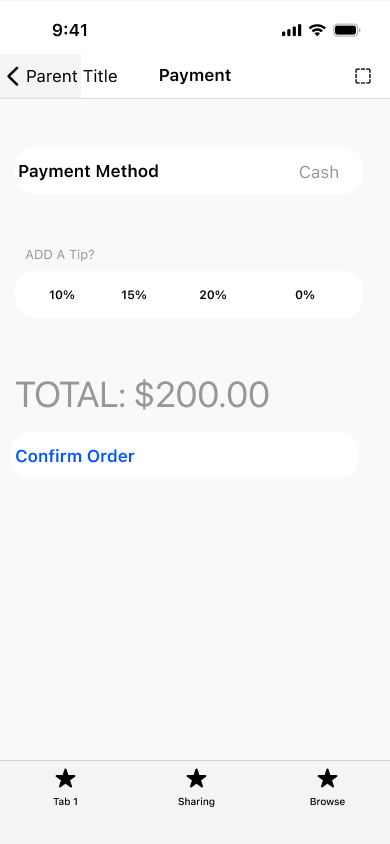 9:41
Parent Title Payment
Payment Method Cash
ADD A Tip?
10% 15% 20% 0%
TOTAL: $200.00
Confirm Order
Tab 1 Sharing Browse